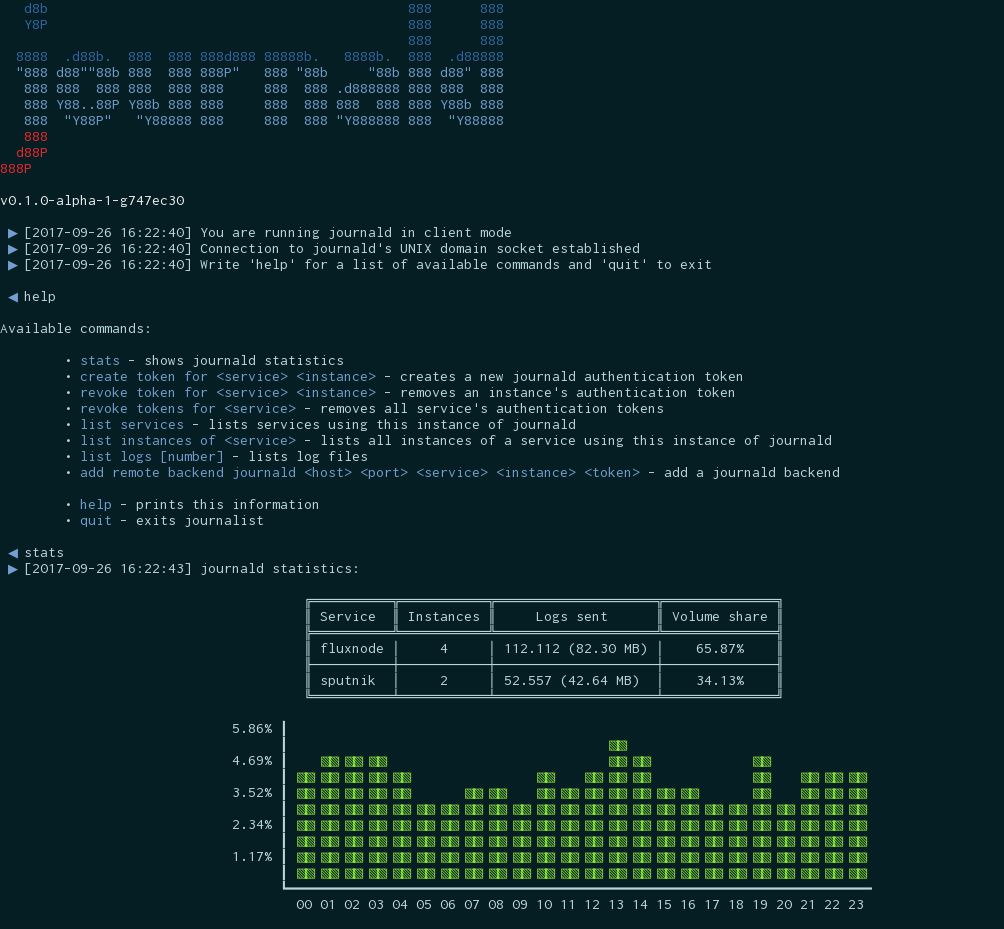 d8b                                             888      888
  Y8P                                             888      888
                                                  888      888
 8888  .d88b.  888  888 888d888 88888b.   8888b.  888  .d88888
 "888 d88""88b 888  888 888P"   888 "88b     "88b 888 d88" 888
  888 888  888 888  888 888     888  888 .d888888 888 888  888
  888 Y88..88P Y88b 888 888     888  888 888  888 888 Y88b 888
  888  "Y88P"   "Y88888 888     888  888 "Y888888 888  "Y88888
  888
 d88P
888P
v0.1.0-alpha-1-g747ec30
▶ [2017-09-26 16:22:40] You are running journald in client mode
▶ [2017-09-26 16:22:40] Connection to journald's UNIX domain socket established
▶ [2017-09-26 16:22:40] Write 'help' for a list of available commands and 'quit' to exit
◀ help
Available commands:
• stats - shows journald statistics
• create token for <service> <instance> - creates a new journald authentication token
• revoke token for <service> <instance> - removes an instance's authentication token
• revoke tokens for <service> - removes all service's authentication tokens
• list services - lists services using this instance of journald
• list instances of <service> - lists all instances of a service using this instance of journald
• list logs [number] - lists log files
• add remote backend journald <host> <port> <service> <instance> <token> - add a journald backend
• help - prints this information
• quit - exits journalist
◀ stats
▶ [2017-09-26 16:22:43] journald statistics:
Service Instances Logs sent Volume share
fluxnode 4 112.112 (82.30 MB) 65.87%
sputnik 2 52.557 (42.64 MB) 34.13%
5.86%
4.69%
3.52%
2.34%
1.17%
00 01 02 03 04 05 06 07 08 09 10 11 12 13 14 15 16 17 18 19 20 21 22 23